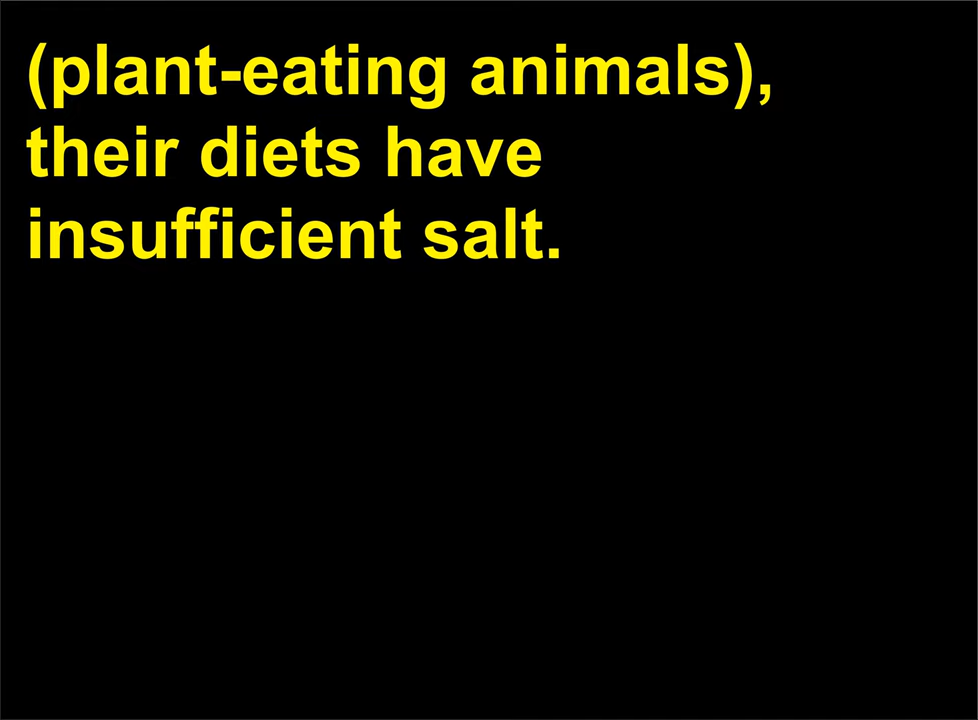 (plant-eating animals),
their diets have
insufficient salt.